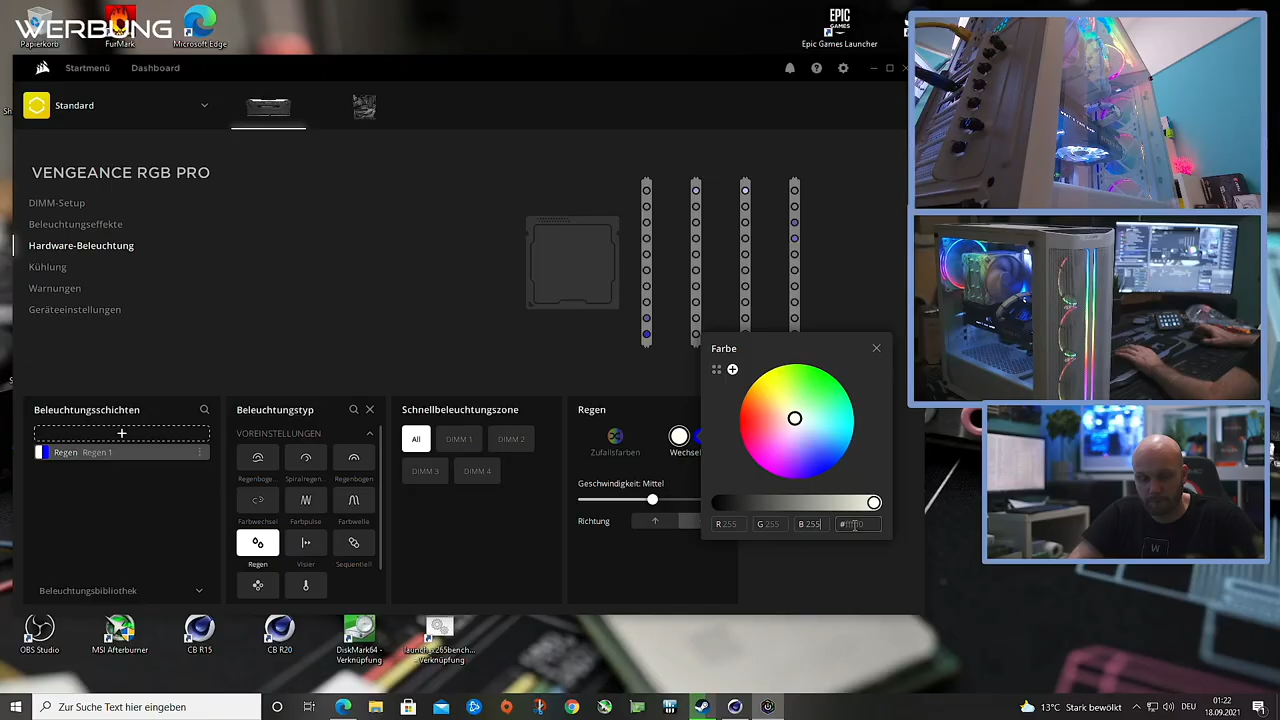 WERBUNG
Papierkorb
FurMark
Microsoft Edge
EPIC
GAMES
Epic Games Launcher
Startmenü
Dashboard
Standard
VENGEANCE RGB PRO
DIMM-Setup
Beleuchtungseffekte
Hardware-Beleuchtung
Kühlung
Warnungen
Geräteeinstellungen
Farbe
Beleuchtungsschichten
+
Regen Regen 1
Beleuchtungsbibliothek
Beleuchtungstyp
VOREINSTELLUNGEN
Regenboge...
Spiralregen...
Regenbogen
Farbwechsel
Farbpulse
Farbwelle
Regen
Visier
Sequentiell
Schnellbeleuchtungszone
All
DIMM 1
DIMM 2
DIMM 3
DIMM 4
Regen
Zufallsfarben
Wechsel
Geschwindigkeit: Mittel
Richtung
R 255
G 255
B 255
OBS Studio
MSI Afterburner
CB R15
CB R20
DiskMark64 -
Verknüpfung
launch_x265bench...
- Verknüpfung
Zur Suche Text hier eingeben
13°C Stark bewölkt
DEU
01:22
18.09.2021